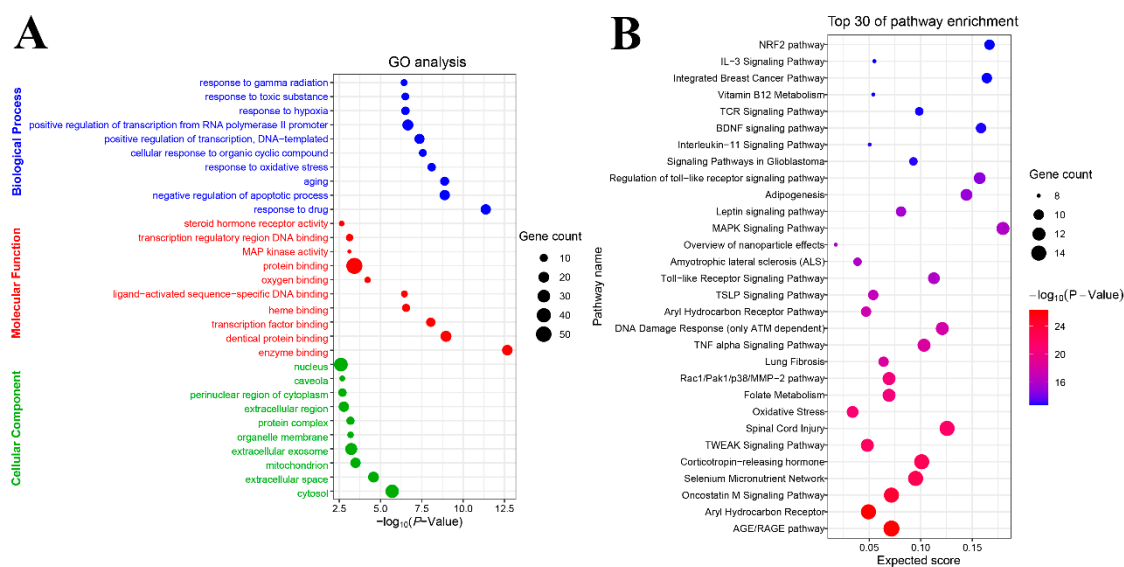 A
GO analysis
Biological Process
response to gamma radiation
response to toxic substance
response to hypoxia
positive regulation of transcription from RNA polymerase II promoter
positive regulation of transcription, DNA−templated
cellular response to organic cyclic compound
response to oxidative stress
aging
negative regulation of apoptotic process
response to drug
Molecular Function
steroid hormone receptor activity
transcription regulatory region DNA binding
MAP kinase activity
protein binding
oxygen binding
ligand−activated sequence−specific DNA binding
heme binding
transcription factor binding
dentical protein binding
enzyme binding
Cellular Component
nucleus
caveola
perinuclear region of cytoplasm
extracellular region
protein complex
organelle membrane
extracellular exosome
mitochondrion
extracellular space
cytosol
2.5 5.0 7.5 10.0 12.5
−log10(P−Value)
Gene count
10
20
30
40
50
B
Top 30 of pathway enrichment
Pathway name
NRF2 pathway
IL−3 Signaling Pathway
Integrated Breast Cancer Pathway
Vitamin B12 Metabolism
TCR Signaling Pathway
BDNF signaling pathway
Interleukin−11 Signaling Pathway
Signaling Pathways in Glioblastoma
Regulation of toll−like receptor signaling pathway
Adipogenesis
Leptin signaling pathway
MAPK Signaling Pathway
Overview of nanoparticle effects
Amyotrophic lateral sclerosis (ALS)
Toll−like Receptor Signaling Pathway
TSLP Signaling Pathway
Aryl Hydrocarbon Receptor Pathway
DNA Damage Response (only ATM dependent)
TNF alpha Signaling Pathway
Lung Fibrosis
Rac1/Pak1/p38/MMP−2 pathway
Folate Metabolism
Oxidative Stress
Spinal Cord Injury
TWEAK Signaling Pathway
Corticotropin−releasing hormone
Selenium Micronutrient Network
Oncostatin M Signaling Pathway
Aryl Hydrocarbon Receptor
AGE/RAGE pathway
0.05 0.10 0.15
Expected score
Gene count
8
10
12
14
−log10(P−Value)
24
20
16